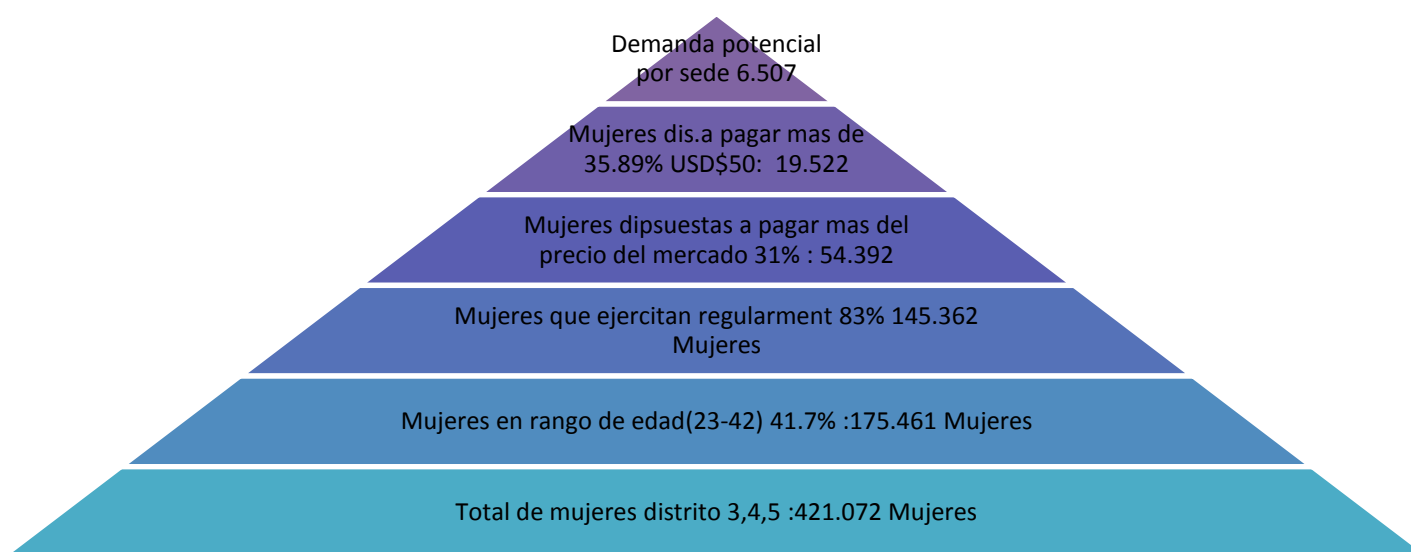 Demanda potencial
por sede 6.507
Mujeres dis.a pagar mas de
35.89% USD$50: 19.522
Mujeres dipsuestas a pagar mas del
precio del mercado 31% : 54.392
Mujeres que ejercitan regularment 83% 145.362
Mujeres
Mujeres en rango de edad(23-42) 41.7% :175.461 Mujeres
Total de mujeres distrito 3,4,5 :421.072 Mujeres